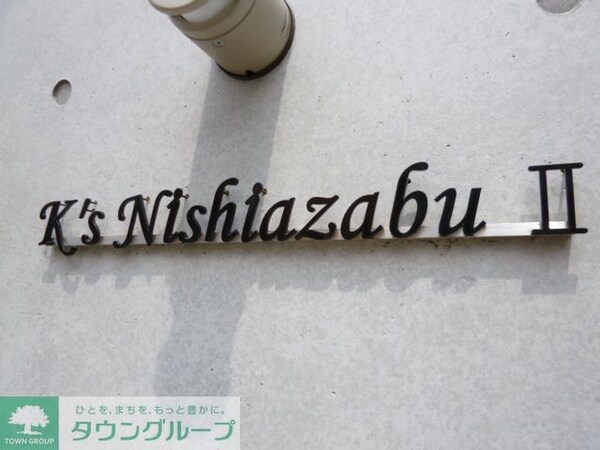 K's Nishiazabu Ⅱ
ひとを、まちを、もっと豊かに。
TOWN GROUP タウングループ